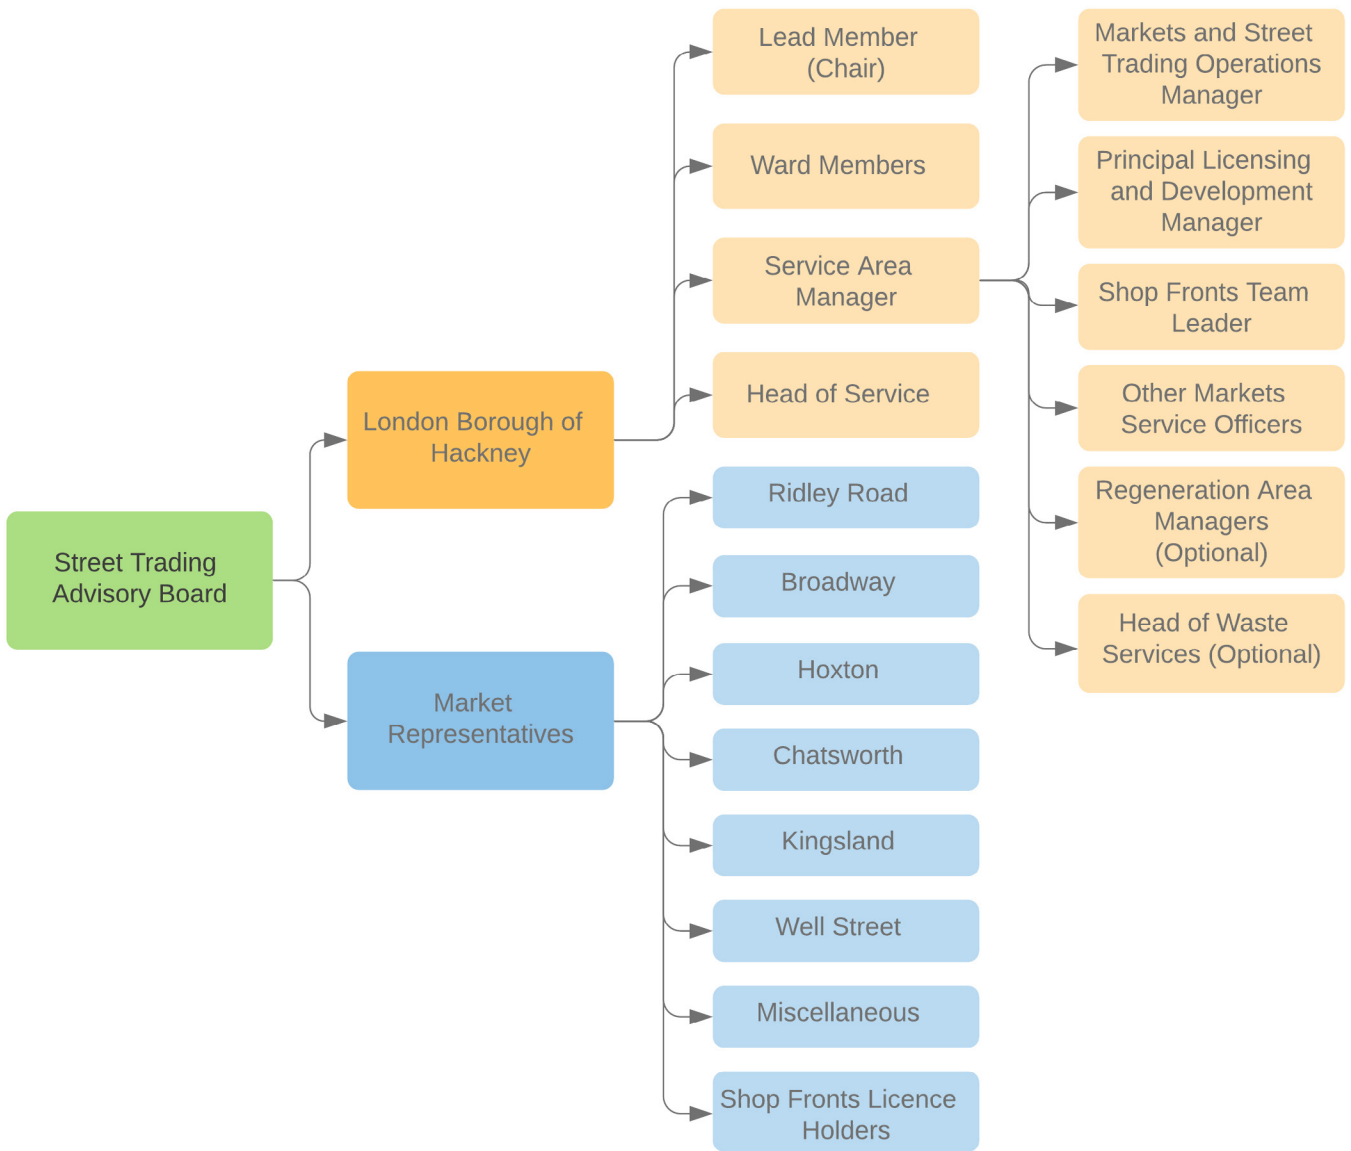 Street Trading
Advisory Board
London Borough of
Hackney
Market
Representatives
Lead Member
(Chair)
Ward Members
Service Area
Manager
Head of Service
Ridley Road
Broadway
Hoxton
Chatsworth
Kingsland
Well Street
Miscellaneous
Shop Fronts Licence
Holders
Markets and Street
Trading Operations
Manager
Principal Licensing
and Development
Manager
Shop Fronts Team
Leader
Other Markets
Service Officers
Regeneration Area
Managers
(Optional)
Head of Waste
Services (Optional)